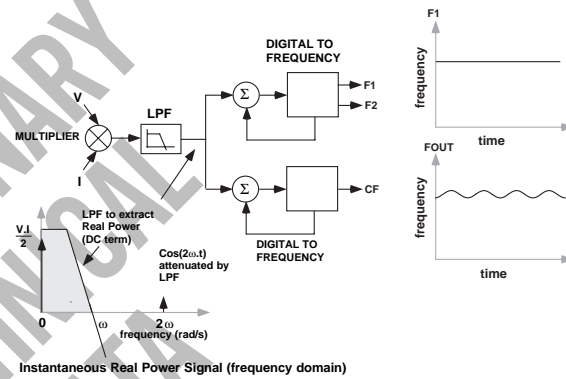 DIGITAL TO
FREQUENCY
F1
F2
V
LPF
MULTIPLIER
I
Σ
Σ
CF
DIGITAL TO
FREQUENCY
LPF to extract
Real Power
(DC term)
V.I
2
Cos(2ω.t)
attenuated by
LPF
0
ω
2ω
frequency (rad/s)
Instantaneous Real Power Signal (frequency domain)
F1
frequency
time
FOUT
frequency
time